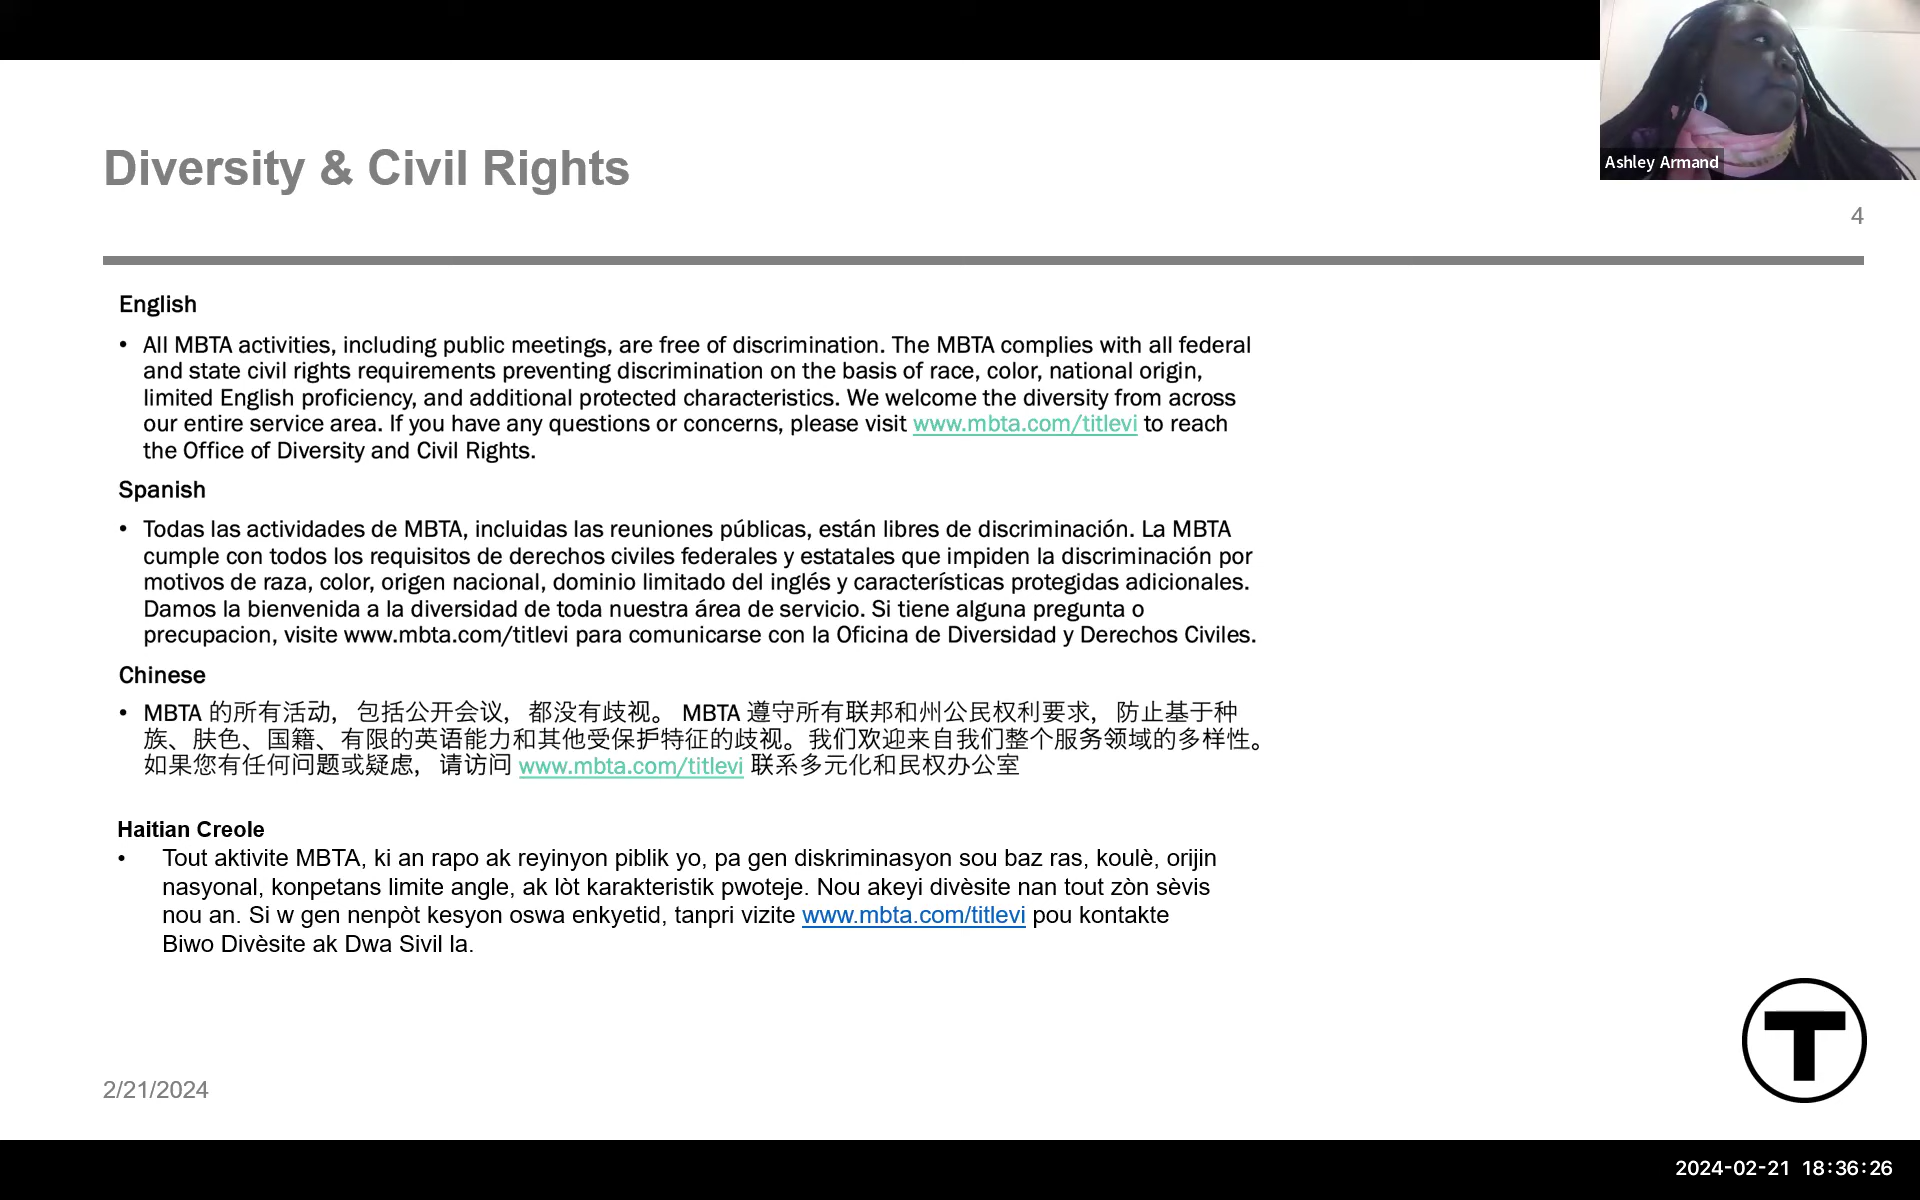 Ashley Armand
Diversity & Civil Rights
4
English
• All MBTA activities, including public meetings, are free of discrimination. The MBTA complies with all federal
and state civil rights requirements preventing discrimination on the basis of race, color, national origin,
limited English proficiency, and additional protected characteristics. We welcome the diversity from across
our entire service area. If you have any questions or concerns, please visit www.mbta.com/titlevi to reach
the Office of Diversity and Civil Rights.
Spanish
• Todas las actividades de MBTA, incluidas las reuniones públicas, están libres de discriminación. La MBTA
cumple con todos los requisitos de derechos civiles federales y estatales que impiden la discriminación por
motivos de raza, color, origen nacional, dominio limitado del inglés y características protegidas adicionales.
Damos la bienvenida a la diversidad de toda nuestra área de servicio. Si tiene alguna pregunta o
precupacion, visite www.mbta.com/titlevi para comunicarse con la Oficina de Diversidad y Derechos Civiles.
Chinese
• MBTA 的所有活动，包括公开会议，都没有歧视。 MBTA 遵守所有联邦和州公民权利要求，防止基于种
族、肤色、国籍、有限的英语能力和其他受保护特征的歧视。我们欢迎来自我们整个服务领域的多样性。
如果您有任何问题或疑虑，请访问 www.mbta.com/titlevi 联系多元化和民权办公室
Haitian Creole
• Tout aktivite MBTA, ki an rapo ak reyinyon piblik yo, pa gen diskriminasyon sou baz ras, koulè, orijin
nasyonal, konpetans limite angle, ak lòt karakteristik pwoteje. Nou akeyi divèsite nan tout zòn sèvis
nou an. Si w gen nenpòt kesyon oswa enkyetid, tanpri vizite www.mbta.com/titlevi pou kontakte
Biwo Divèsite ak Dwa Sivil la.
T
2/21/2024
2024-02-21 18:36:26